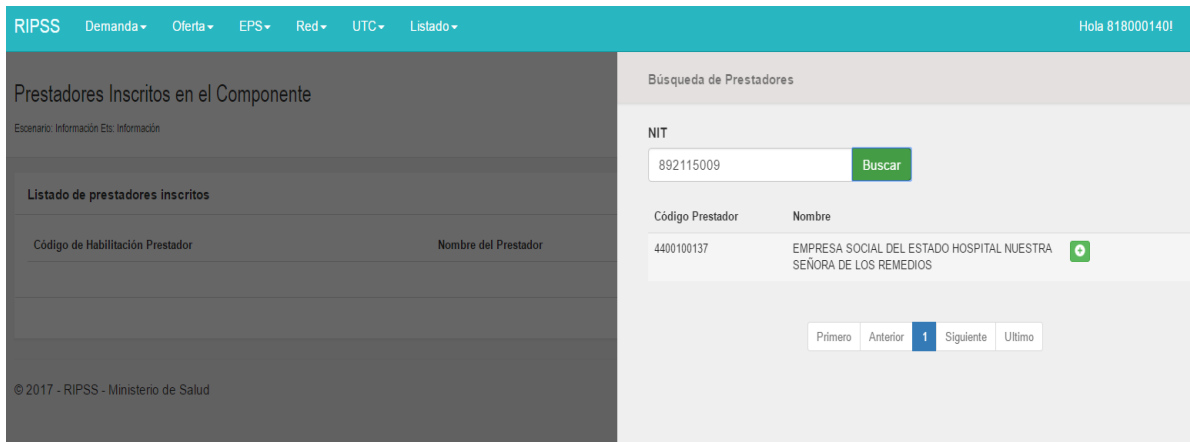 RIPSS Demanda Oferta EPS Red UTC Listado Hola 818000140!
Prestadores Inscritos en el Componente
Escenario: Información Ets: Información
Listado de prestadores inscritos
Código de Habilitación Prestador Nombre del Prestador
© 2017 - RIPSS - Ministerio de Salud
Búsqueda de Prestadores
NIT
892115009 Buscar
Código Prestador Nombre
4400100137 EMPRESA SOCIAL DEL ESTADO HOSPITAL NUESTRA
SEÑORA DE LOS REMEDIOS
Primero Anterior 1 Siguiente Ultimo